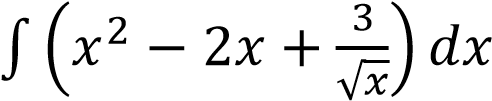 ∫ (x² − 2x + 3/√x) dx